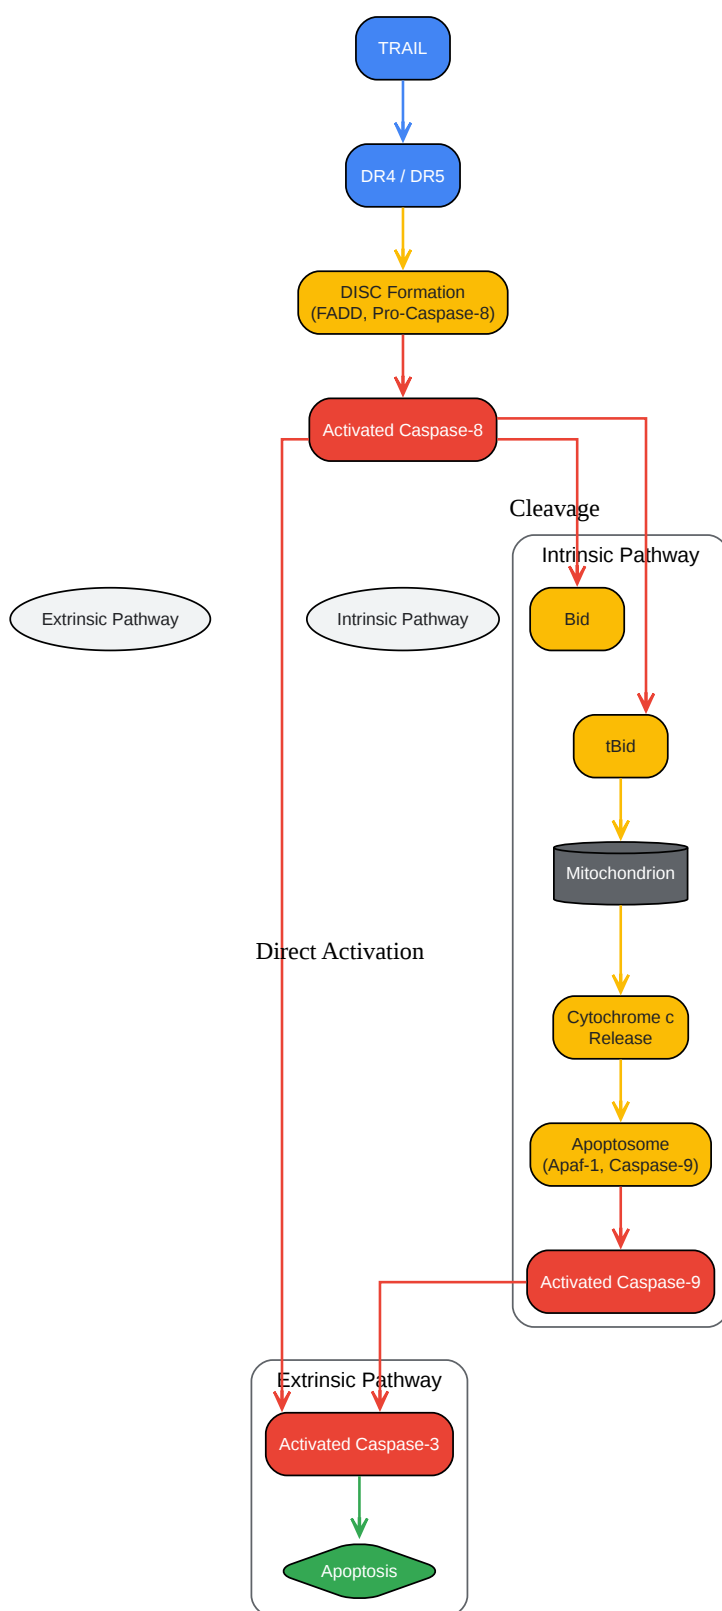 TRAIL
DR4 / DR5
DISC Formation
(FADD, Pro-Caspase-8)
Activated Caspase-8
Cleavage
Intrinsic Pathway
Extrinsic Pathway
Intrinsic Pathway
Bid
tBid
Mitochondrion
Direct Activation
Cytochrome c
Release
Apoptosome
(Apaf-1, Caspase-9)
Activated Caspase-9
Extrinsic Pathway
Activated Caspase-3
Apoptosis